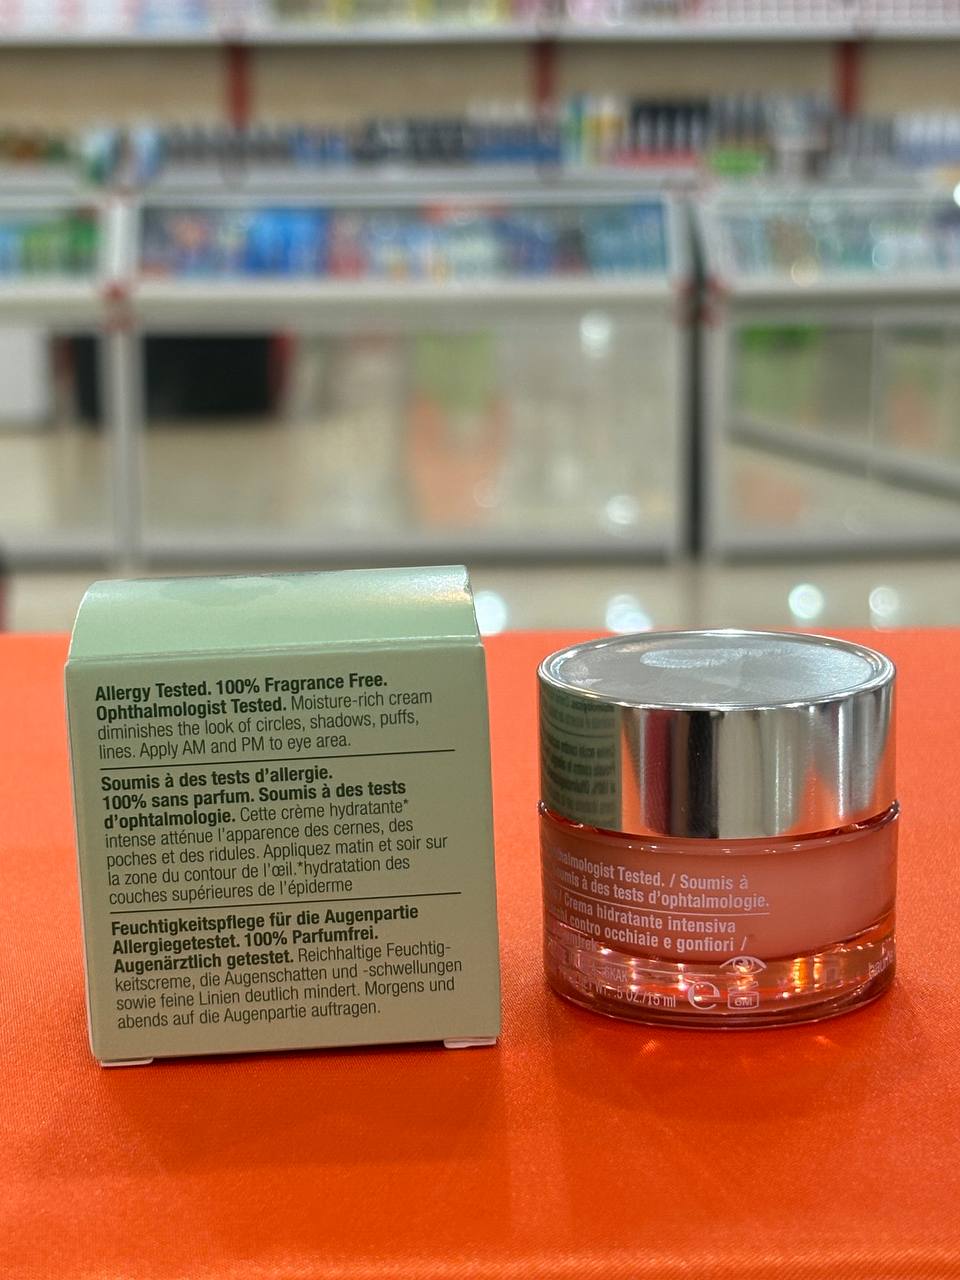 Allergy Tested. 100% Fragrance Free.
Ophthalmologist Tested. Moisture-rich cream
diminishes the look of circles, shadows, puffs,
lines. Apply AM and PM to eye area.
Soumis à des tests d'allergie.
100% sans parfum. Soumis à des tests
d'ophtalmologie. Cette crème hydratante*
intense atténue l'apparence des cernes, des
poches et des ridules. Appliquez matin et soir sur
la zone du contour de l'œil.*hydratation des
couches supérieures de l'épiderme
Feuchtigkeitspflege für die Augenpartie
Allergiegetestet. 100% Parfumfrei.
Augenärztlich getestet. Reichhaltige Feuchtig-
keitscreme, die Augenschatten und -schwellungen
sowie feine Linien deutlich mindert. Morgens und
abends auf die Augenpartie auftragen.
Tested. / Soumis à
à des tests d'ophtalmologie.
/ Crema hidratante intensiva
contro occhiaie e gonfiori /
WT. .5 OZ./15 ml e 6M